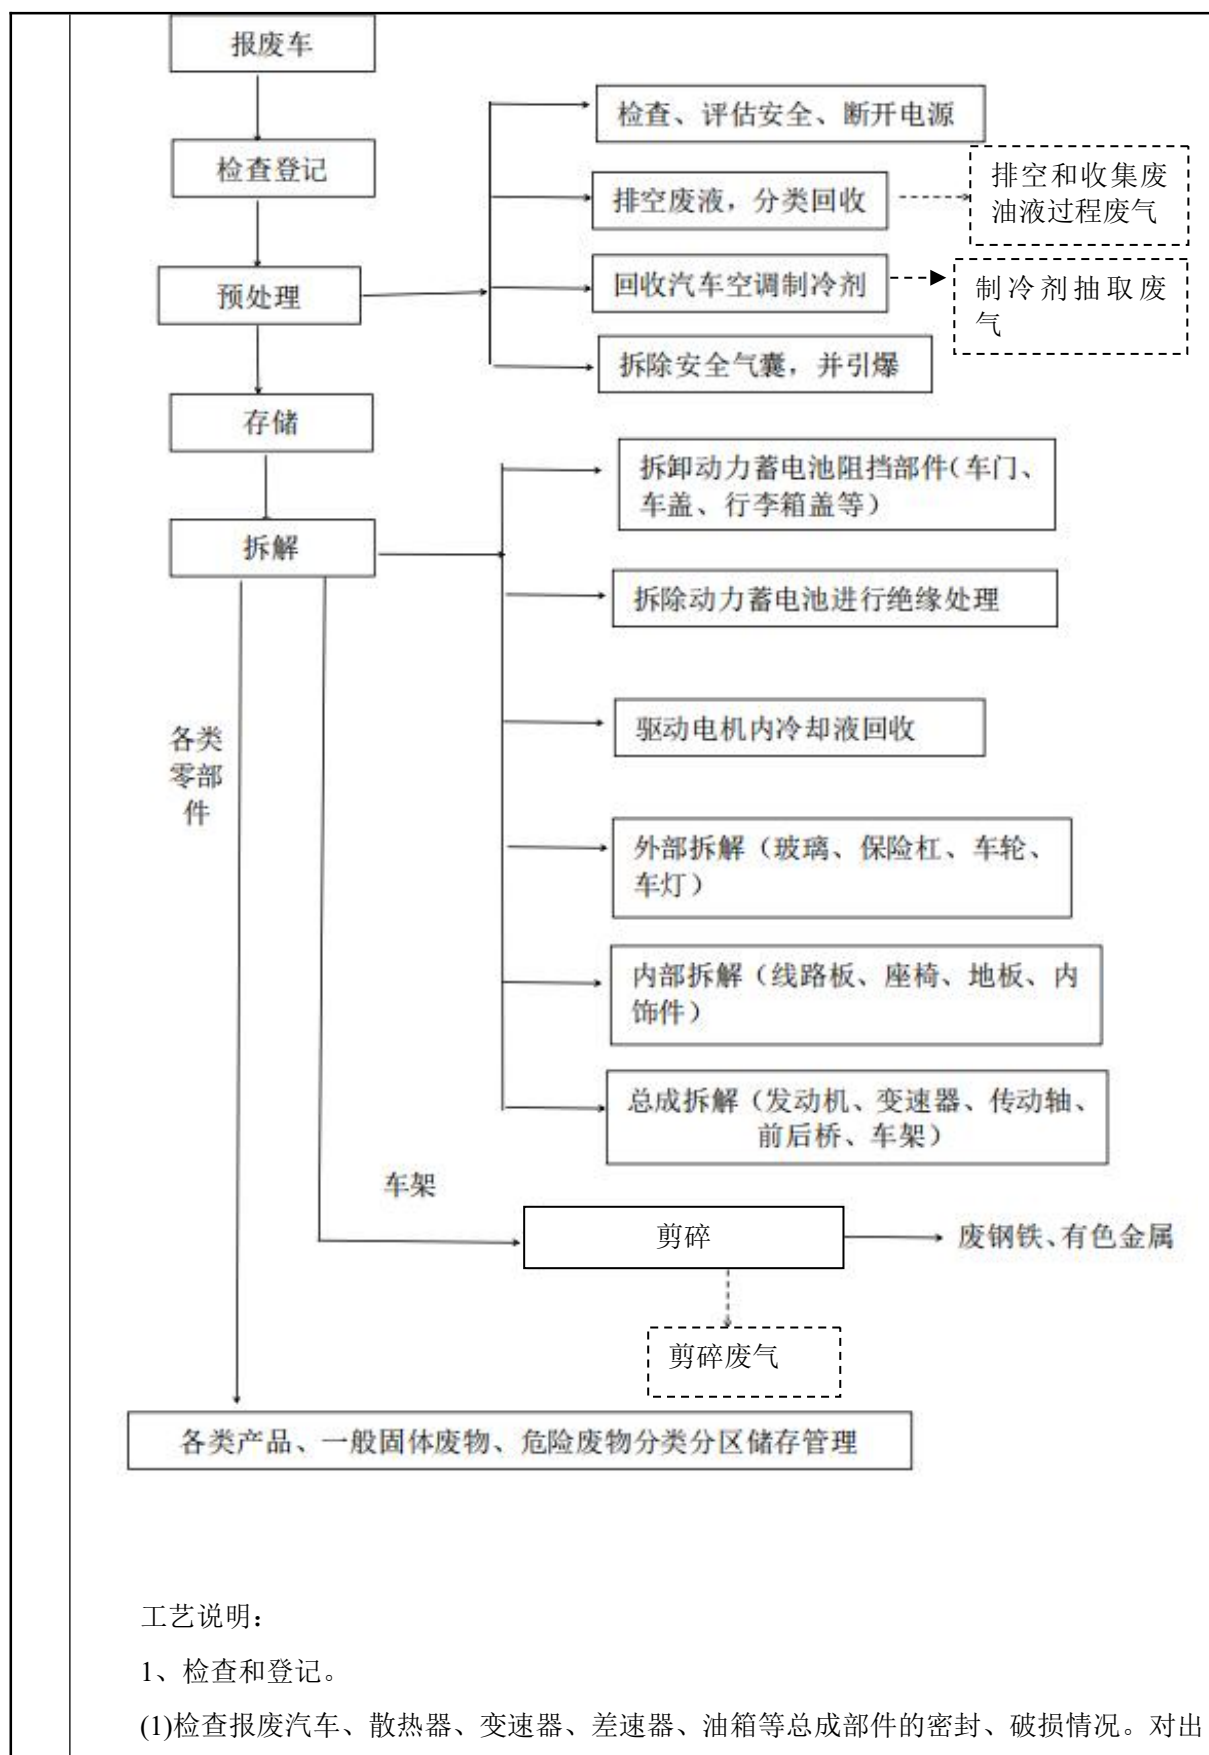 报废车
检查登记
预处理
存储
拆解
检查、评估安全、断开电源
排空废液，分类回收
排空和收集废
油液过程废气
回收汽车空调制冷剂
制冷剂抽取废
气
拆除安全气囊，并引爆
拆卸动力蓄电池阻挡部件（车门、
车盖、行李箱盖等）
拆除动力蓄电池进行绝缘处理
驱动电机内冷却液回收
外部拆解（玻璃、保险杠、车轮、
车灯）
内部拆解（线路板、座椅、地板、内
饰件）
总成拆解（发动机、变速器、传动轴、
前后桥、车架）
各类
零部
件
车架
剪碎
废钢铁、有色金属
剪碎废气
各类产品、一般固体废物、危险废物分类分区储存管理
工艺说明：
1、检查和登记。
(1)检查报废汽车、散热器、变速器、差速器、油箱等总成部件的密封、破损情况。对出